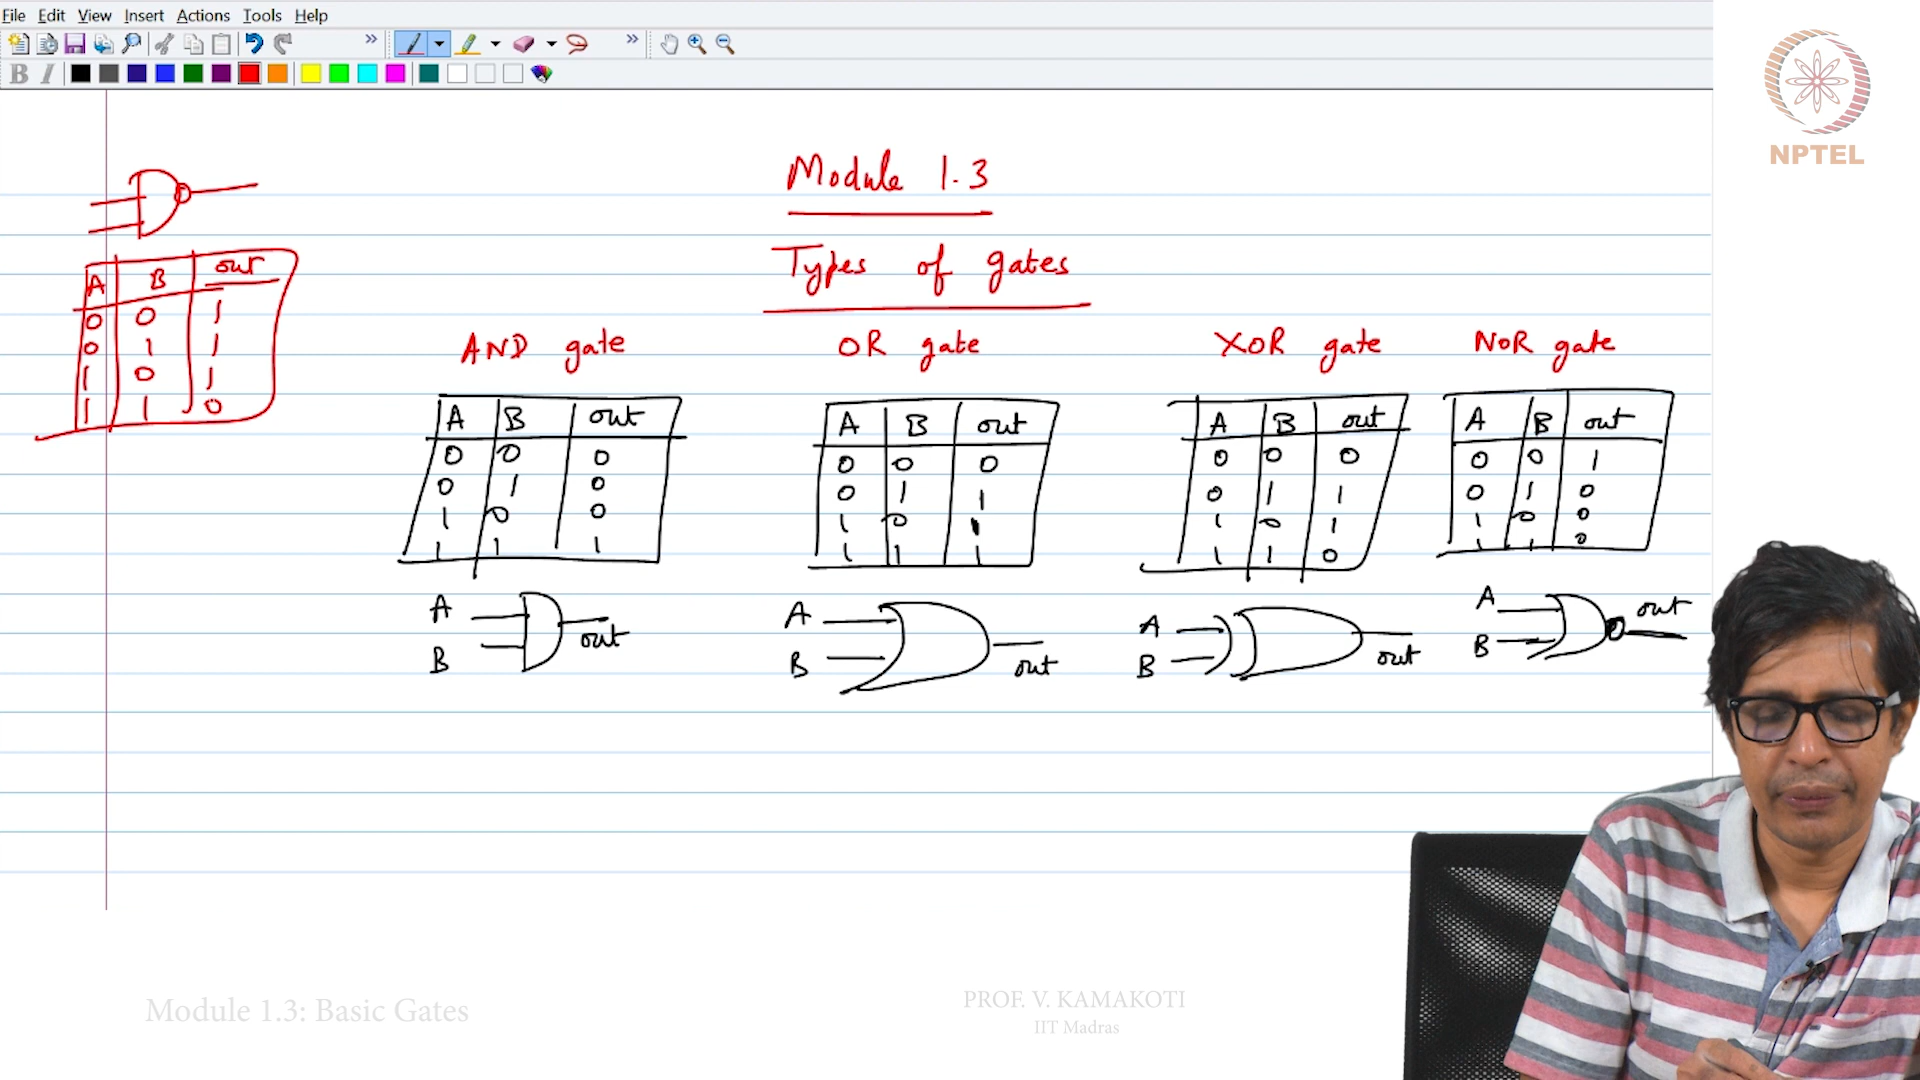 File Edit View Insert Actions Tools Help
B I
NPTEL
Module 1.3
Types of gates
A B out
0 0 1
0 1 1
1 0 1
1 1 0
AND gate
A B out
0 0 0
0 1 0
1 0 0
1 1 1
A
B
out
OR gate
A B out
0 0 0
0 1 1
1 0 1
1 1 1
A
B
out
XOR gate
A B out
0 0 0
0 1 1
1 0 1
1 1 0
A
B
out
NOR gate
A B out
0 0 1
0 1 0
1 0 0
1 1 0
A
B
out
Module 1.3: Basic Gates
PROF. V. KAMAKOTI
IIT Madras